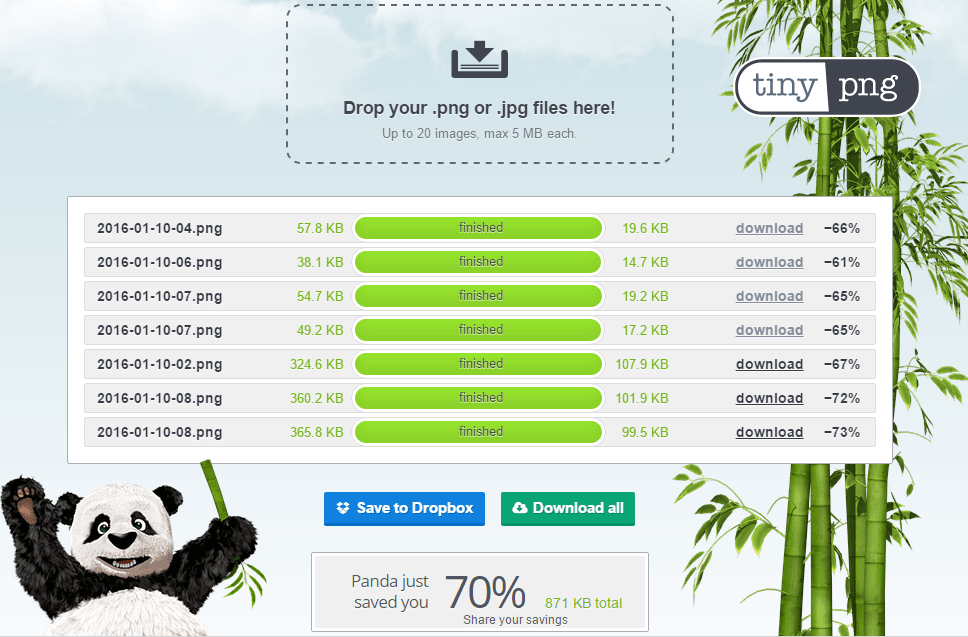 Drop your .png or .jpg files here!
Up to 20 images, max 5 MB each.
tiny png
2016-01-10-04.png 57.8 KB finished 19.6 KB download −66%
2016-01-10-06.png 38.1 KB finished 14.7 KB download −61%
2016-01-10-07.png 54.7 KB finished 19.2 KB download −65%
2016-01-10-07.png 49.2 KB finished 17.2 KB download −65%
2016-01-10-02.png 324.6 KB finished 107.9 KB download −67%
2016-01-10-08.png 360.2 KB finished 101.9 KB download −72%
2016-01-10-08.png 365.8 KB finished 99.5 KB download −73%
Save to Dropbox Download all
Panda just
saved you 70% 871 KB total
Share your savings